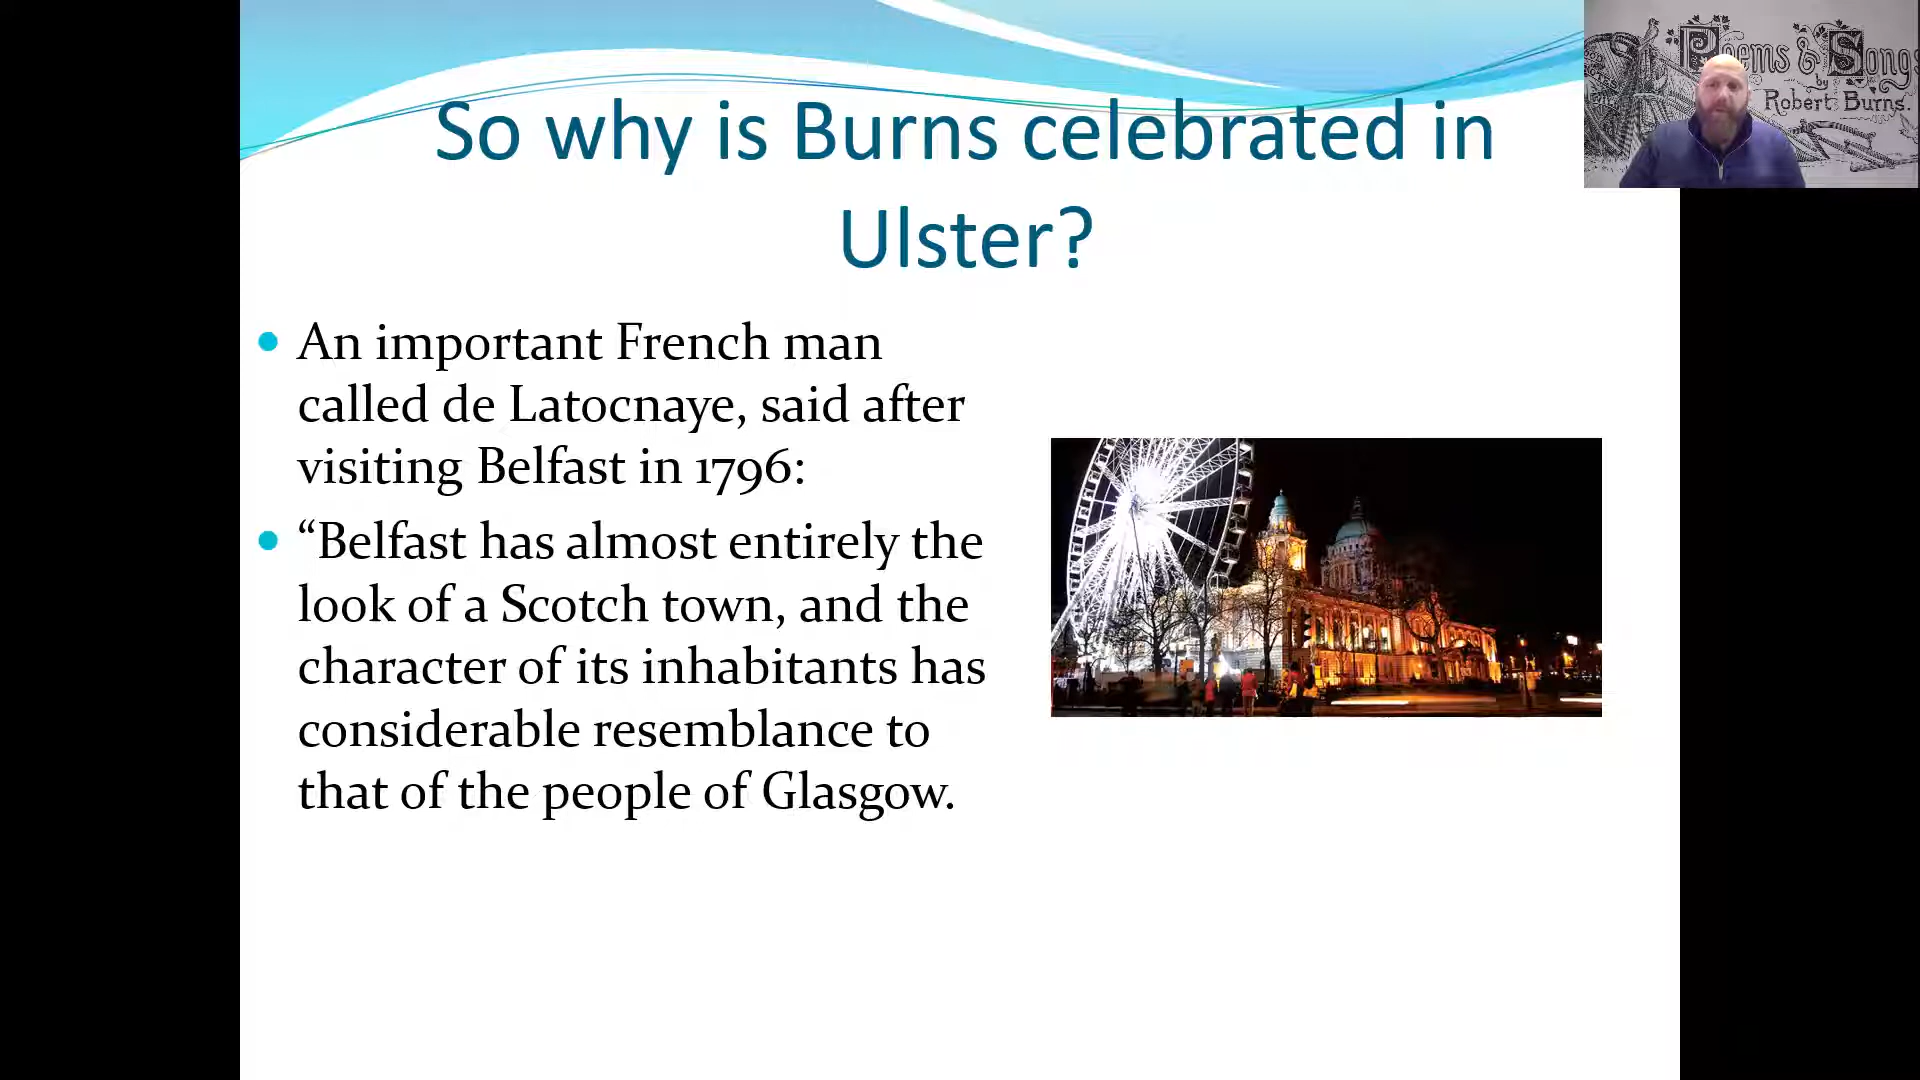 So why is Burns celebrated in
Ulster?
• An important French man
called de Latocnaye, said after
visiting Belfast in 1796:
• “Belfast has almost entirely the
look of a Scotch town, and the
character of its inhabitants has
considerable resemblance to
that of the people of Glasgow.
Poems & Songs
by
Robert Burns.